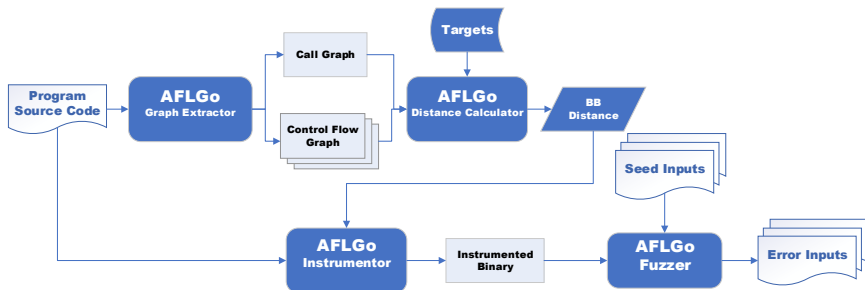 Targets
Call Graph
Program
Source Code
AFLGo
Graph Extractor
AFLGo
Distance Calculator
BB
Distance
Control Flow
Graph
Seed Inputs
AFLGo
Instrumentor
Instrumented
Binary
AFLGo
Fuzzer
Error Inputs